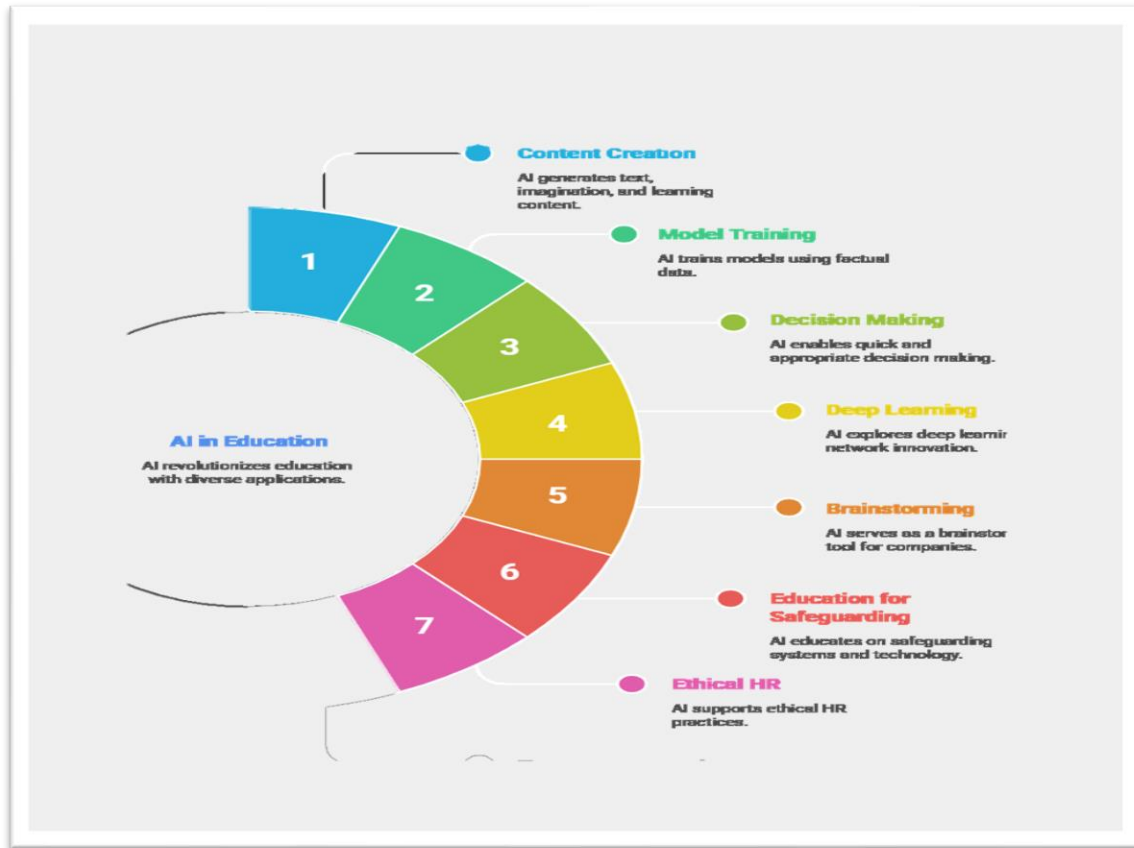 Content Creation
AI generates text,
imagination, and learning
content.
1
Model Training
AI trains models using factual
data.
2
Decision Making
AI enables quick and
appropriate decision making.
3
Deep Learning
AI explores deep learnir
network innovation.
4
AI in Education
AI revolutionizes education
with diverse applications.
5
Brainstorming
AI serves as a brainstor
tool for companies.
6
Education for
Safeguarding
AI educates on safeguarding
systems and technology.
7
Ethical HR
AI supports ethical HR
practices.